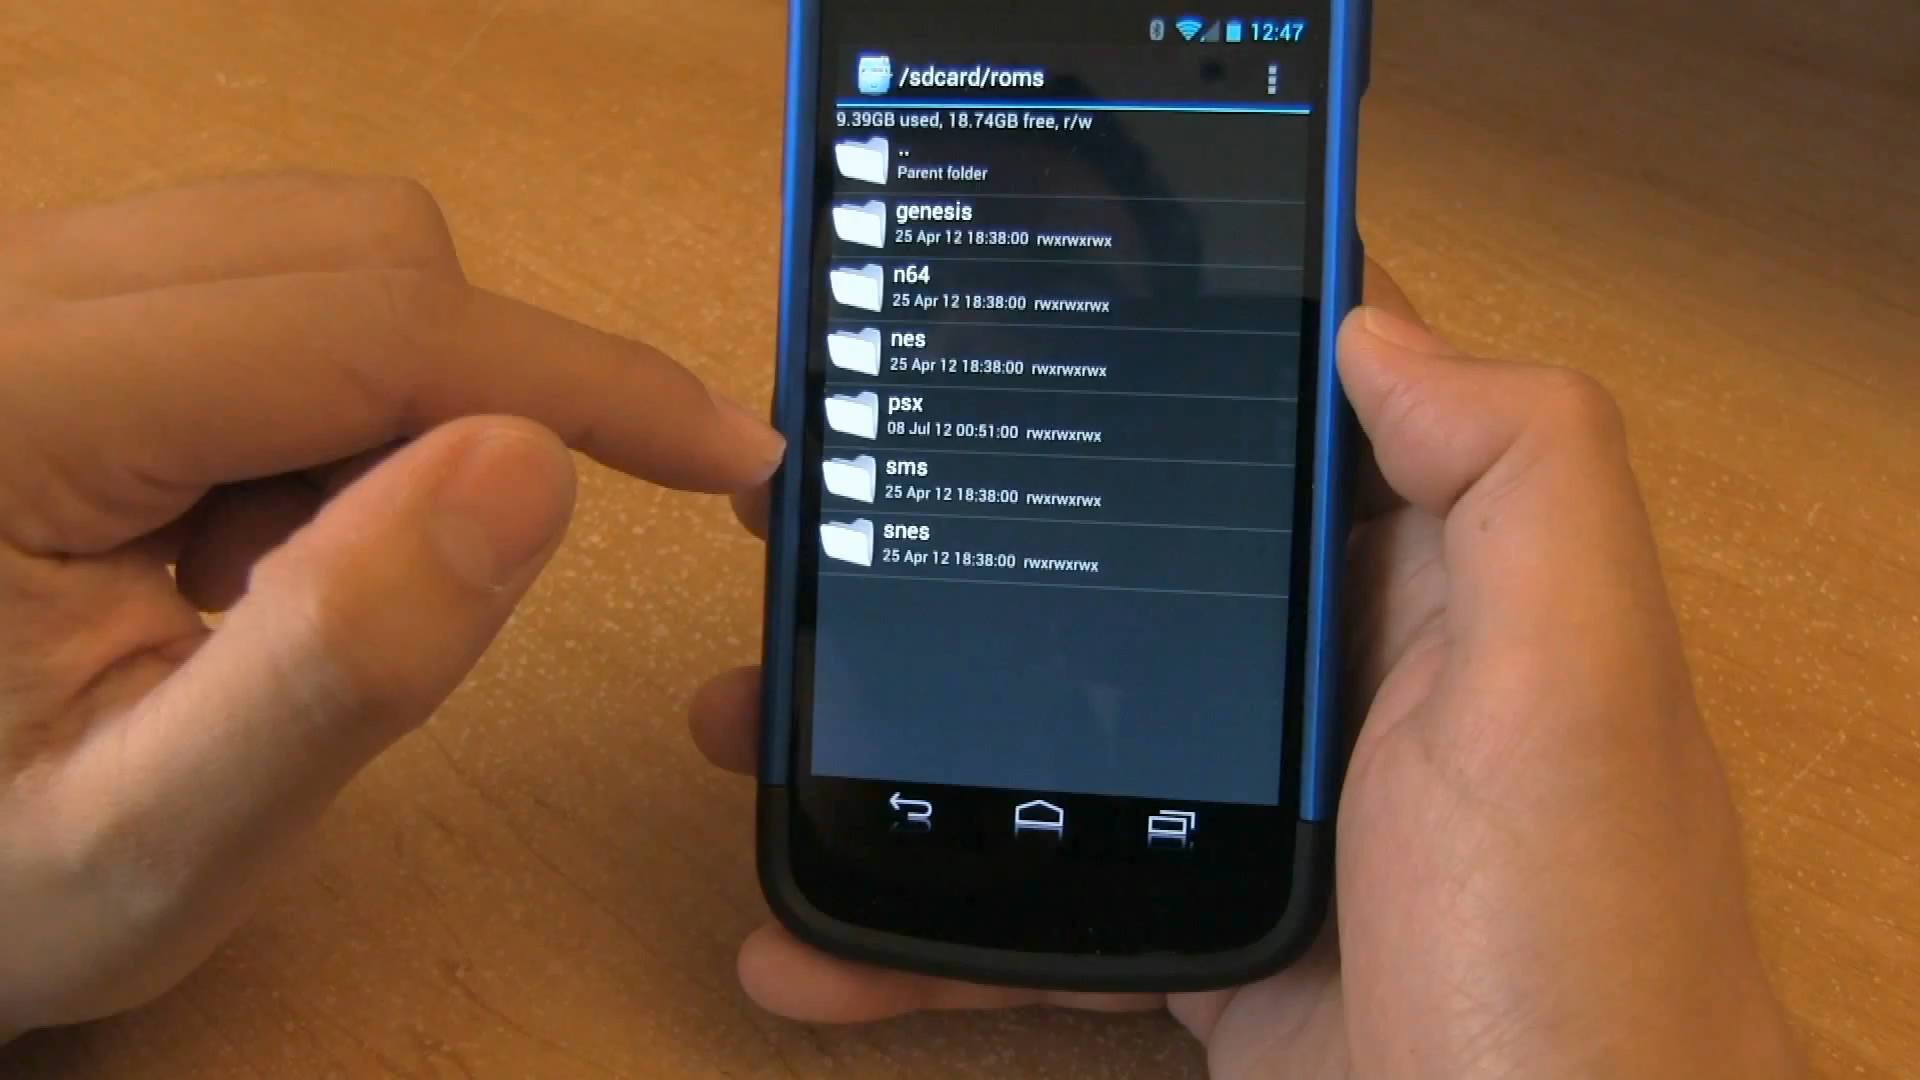 12:47
/sdcard/roms
9.39GB used, 18.74GB free, r/w
..
Parent folder
genesis
25 Apr 12 18:38:00 rwxrwxrwx
n64
25 Apr 12 18:38:00 rwxrwxrwx
nes
25 Apr 12 18:38:00 rwxrwxrwx
psx
08 Jul 12 00:51:00 rwxrwxrwx
sms
25 Apr 12 18:38:00 rwxrwxrwx
snes
25 Apr 12 18:38:00 rwxrwxrwx